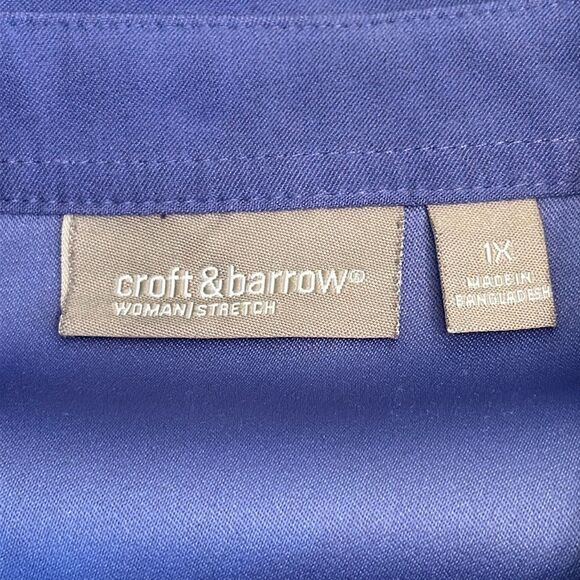 croft&barrow®
WOMAN|STRETCH
1X
MADE IN
BANGLADESH